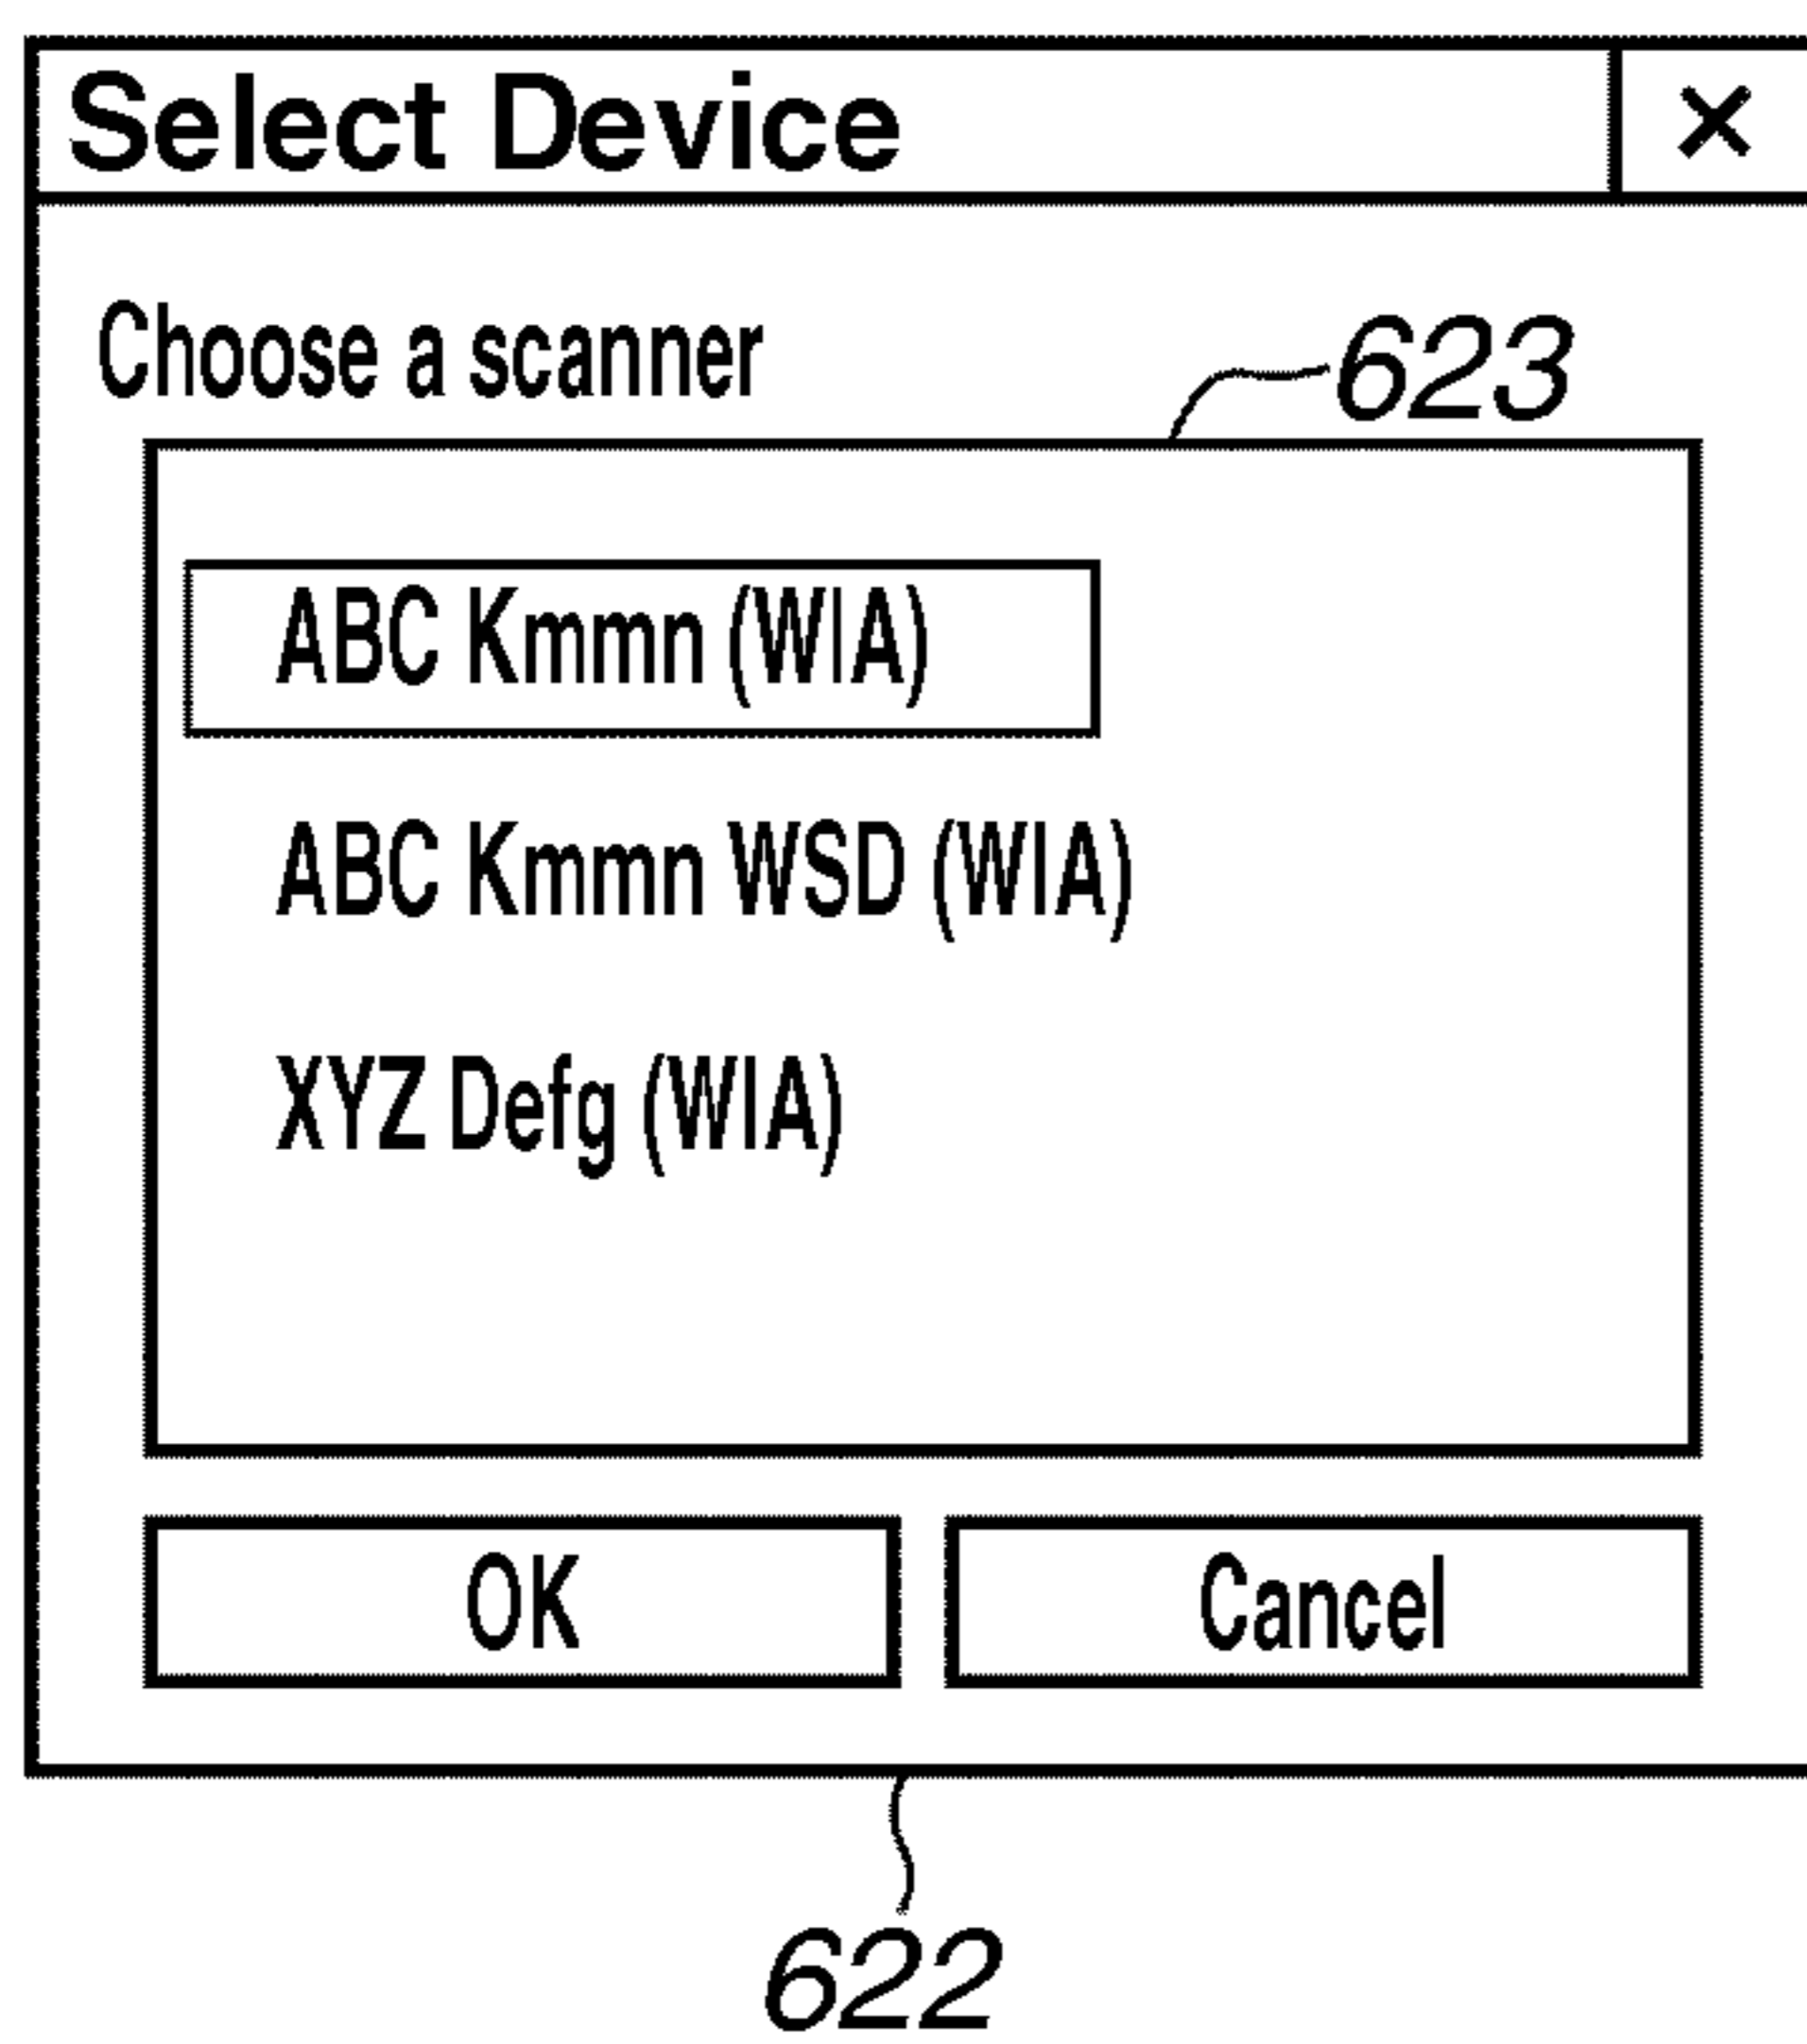 Select Device ×
Choose a scanner
623
ABC Kmmn (WIA)
ABC Kmmn WSD (WIA)
XYZ Defg (WIA)
OK Cancel
622